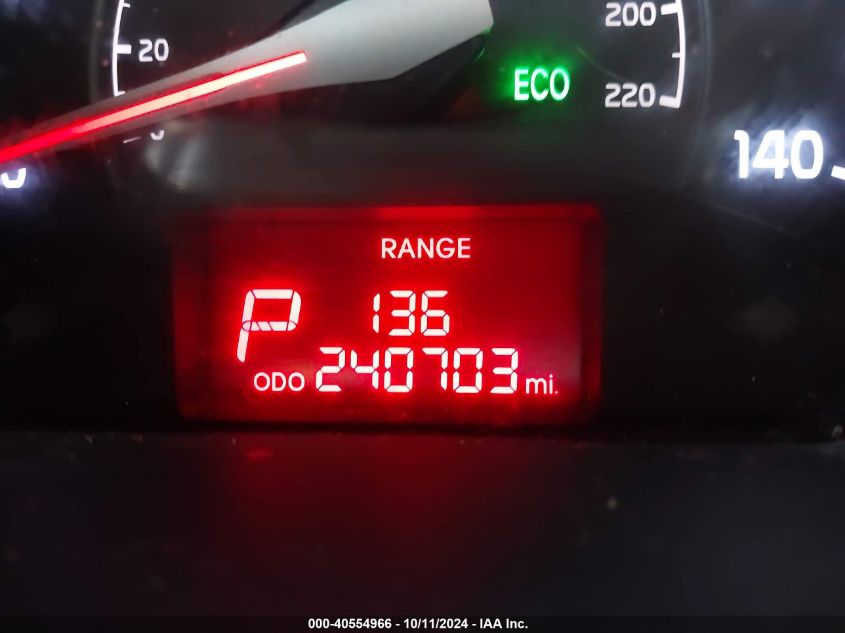 200
20
ECO
220
140
RANGE
P 136
ODO 240703 mi.
000-40554966 - 10/11/2024 - IAA Inc.